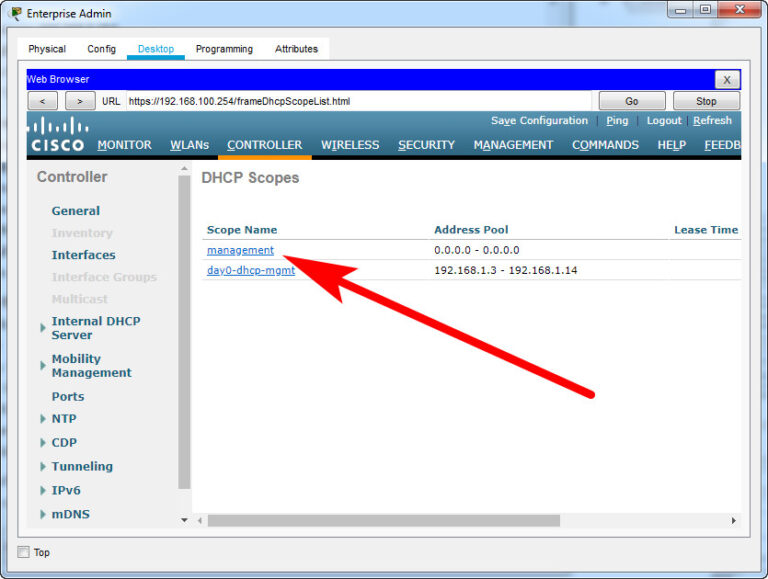 Enterprise Admin
Physical Config Desktop Programming Attributes
Web Browser X
< > URL https://192.168.100.254/frameDhcpScopeList.html Go Stop
Save Configuration | Ping | Logout | Refresh
CISCO MONITOR WLANs CONTROLLER WIRELESS SECURITY MANAGEMENT COMMANDS HELP FEEDB
Controller
General
Inventory
Interfaces
Interface Groups
Multicast
Internal DHCP
Server
Mobility
Management
Ports
NTP
CDP
Tunneling
IPv6
mDNS
DHCP Scopes
Scope Name Address Pool Lease Time
management 0.0.0.0 - 0.0.0.0
day0-dhcp-mgmt 192.168.1.3 - 192.168.1.14
Top